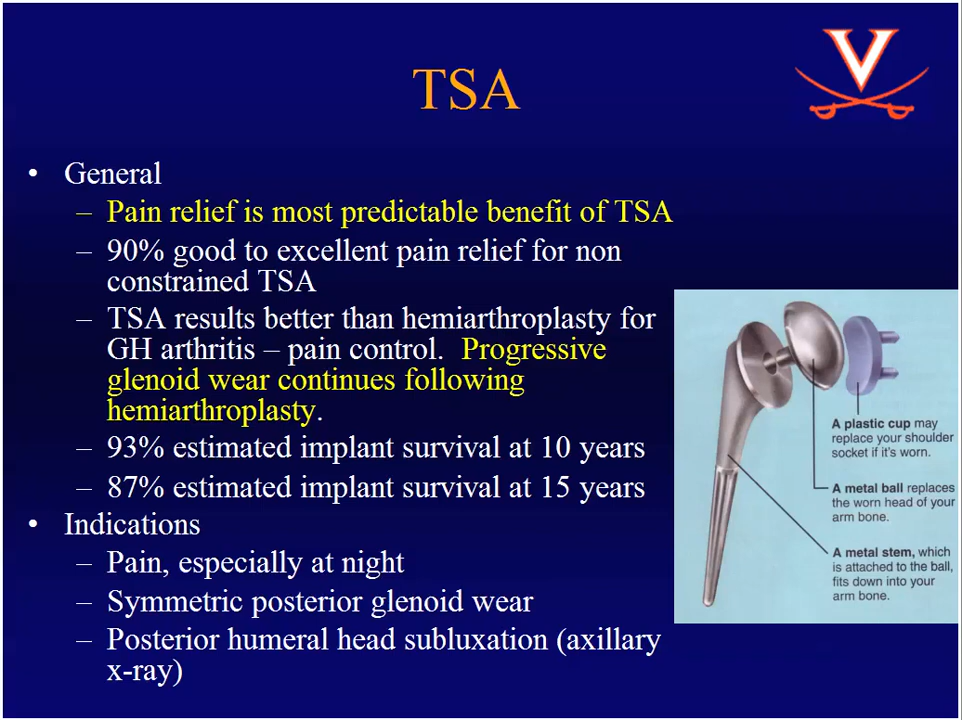 TSA
• General
– Pain relief is most predictable benefit of TSA
– 90% good to excellent pain relief for non
constrained TSA
– TSA results better than hemiarthroplasty for
GH arthritis – pain control.  Progressive
glenoid wear continues following
hemiarthroplasty.
– 93% estimated implant survival at 10 years
– 87% estimated implant survival at 15 years
• Indications
– Pain, especially at night
– Symmetric posterior glenoid wear
– Posterior humeral head subluxation (axillary
x-ray)
A plastic cup may
replace your shoulder
socket if it's worn.
A metal ball replaces
the worn head of your
arm bone.
A metal stem, which
is attached to the ball,
fits down into your
arm bone.
V